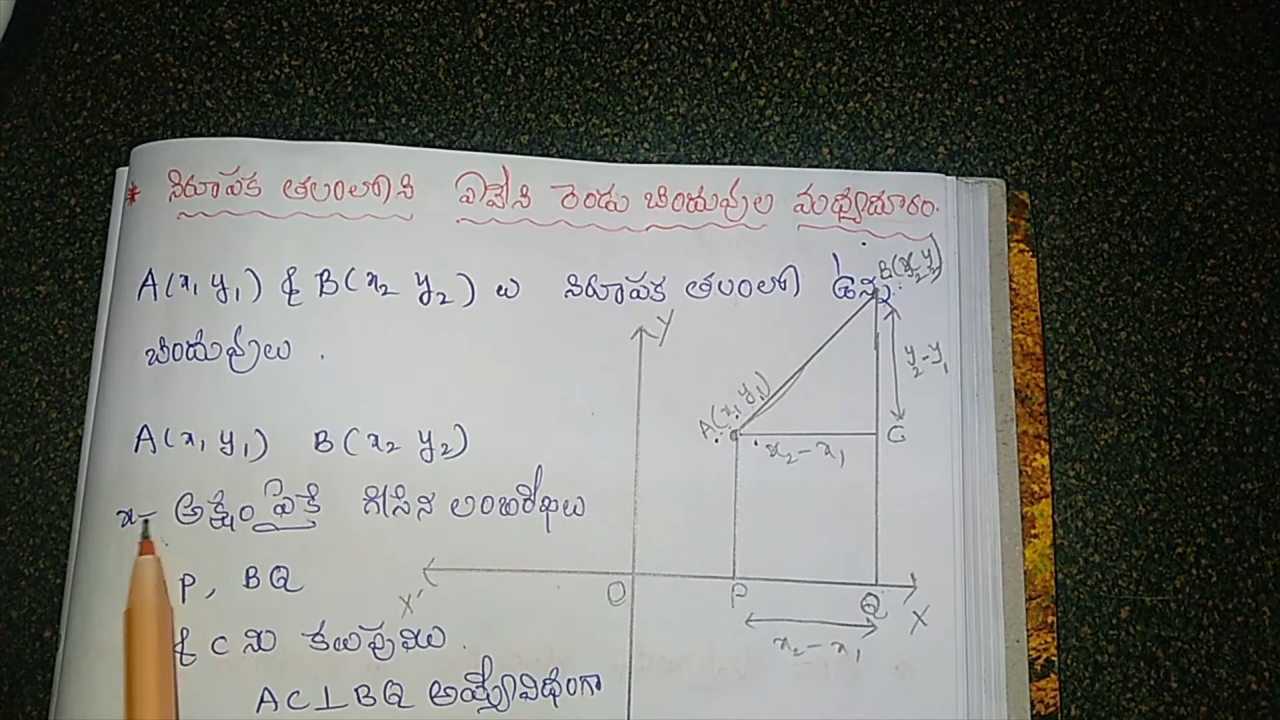 * నిరూపక తలంలోని ఏవేని రెండు బిందువుల మధ్యదూరం.
A(x₁ y₁) & B(x₂ y₂) ల నిరూపక తలంలో ఉన్న
బిందువులు .
A(x₁ y₁) B(x₂ y₂)
x- అక్షం పైకి గీసిన లంబరేఖలు
P, BQ
& C ను కలుపుము.
AC⊥BQ అయ్యేవిధంగా
B(x₂ y₂)
Y
y₂-y₁
A(x₁ y₁)
C
x₂-x₁
X' O P Q X
x₂-x₁